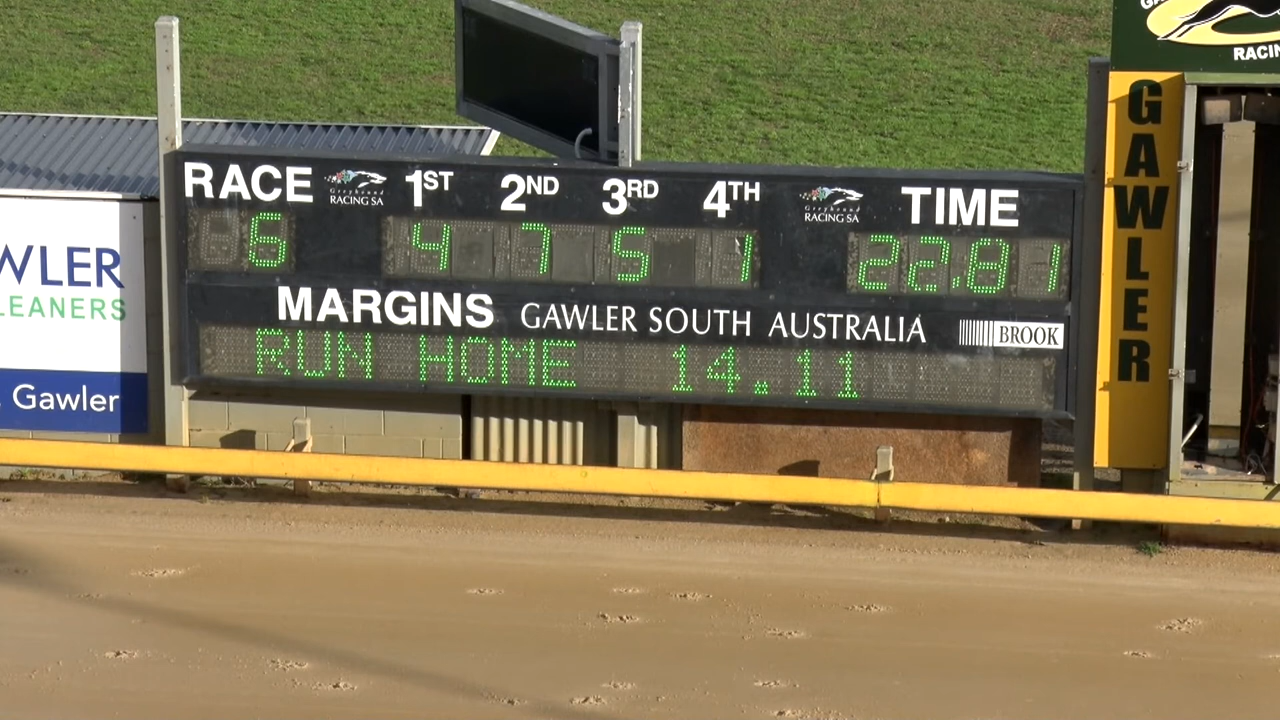 RACE Greyhound RACING SA 1ST 2ND 3RD 4TH Greyhound RACING SA TIME
6 4 7 5 1 22.81
MARGINS GAWLER SOUTH AUSTRALIA BROOK
RUN HOME 14.11
WLER
LEANERS
Gawler
RACIN
GAWLER